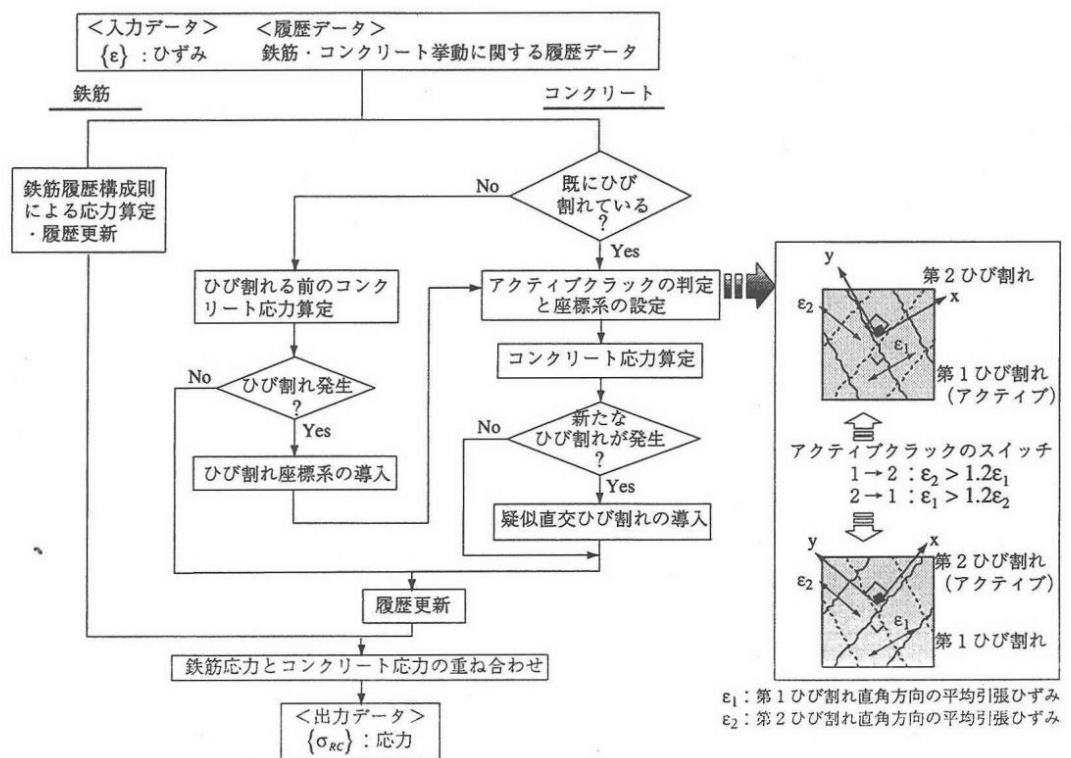 <入力データ> <履歴データ>
{ε}:ひずみ 鉄筋・コンクリート挙動に関する履歴データ
鉄筋
コンクリート
鉄筋履歴構成則
による応力算定
・履歴更新
No
既にひび
割れている
?
Yes
ひび割れる前のコンク
リート応力算定
アクティブクラックの判定
と座標系の設定
コンクリート応力算定
No
ひび割れ発生
?
Yes
No
新たな
ひび割れが発生
?
Yes
ひび割れ座標系の導入
疑似直交ひび割れの導入
履歴更新
鉄筋応力とコンクリート応力の重ね合わせ
<出力データ>
{σRC}:応力
y
第2ひび割れ
x
ε2
ε1
第1ひび割れ
(アクティブ)
アクティブクラックのスイッチ
1→2:ε2 > 1.2ε1
2→1:ε1 > 1.2ε2
y
x
第2ひび割れ
(アクティブ)
ε2
ε1
第1ひび割れ
ε1:第1ひび割れ直角方向の平均引張ひずみ
ε2:第2ひび割れ直角方向の平均引張ひずみ